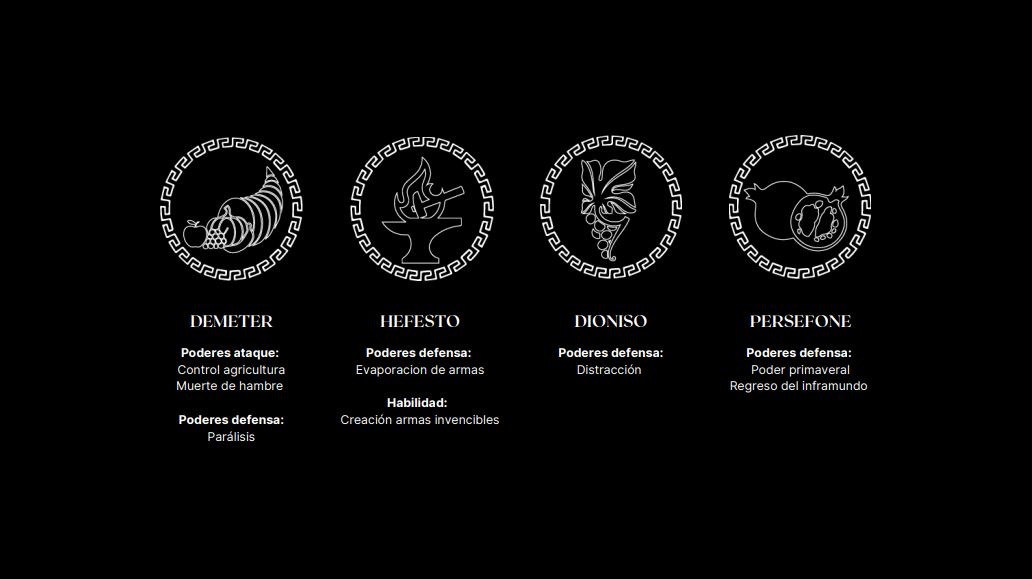 DEMETER
Poderes ataque:
Control agricultura
Muerte de hambre
Poderes defensa:
Parálisis
HEFESTO
Poderes defensa:
Evaporacion de armas
Habilidad:
Creación armas invencibles
DIONISO
Poderes defensa:
Distracción
PERSEFONE
Poderes defensa:
Poder primaveral
Regreso del inframundo